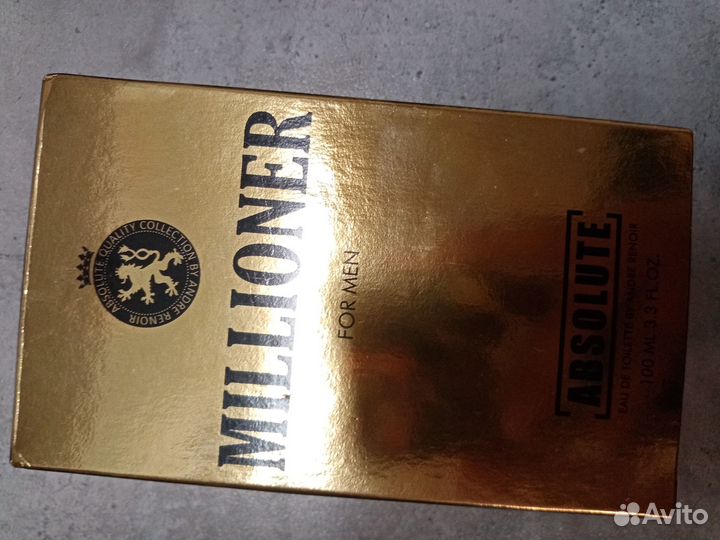 ABSOLUTE QUALITY COLLECTION BY ANDRE RENOIR
MILLIONER
FOR MEN
ABSOLUTE
EAU DE TOILETTE BY ANDRE RENOIR
100 ML 3.3 FL.OZ.
Avito